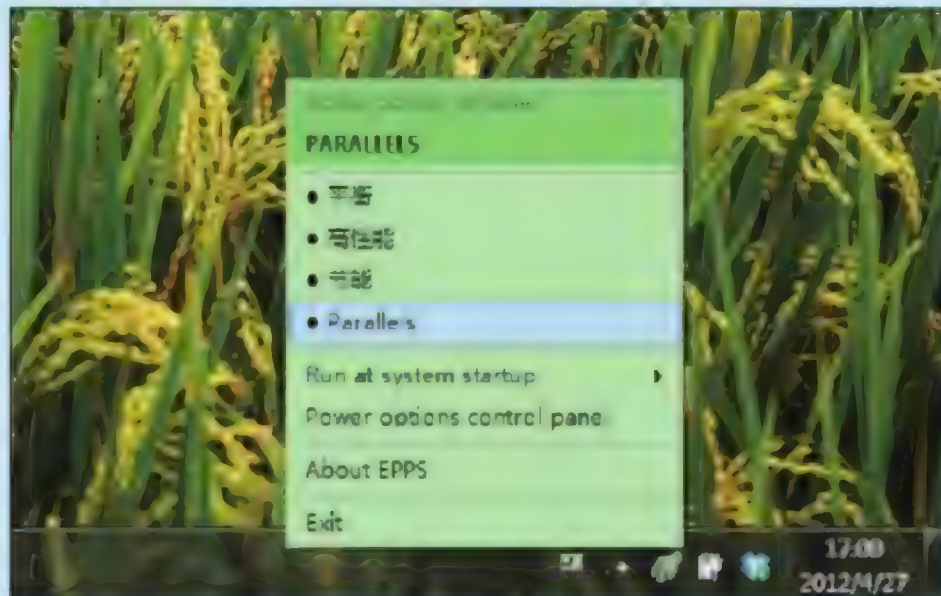 PARALLELS
平衡
高性能
节能
Parallels
Run at system startup
Power options control panel
About EPPS
Exit
17:00
2012/4/27